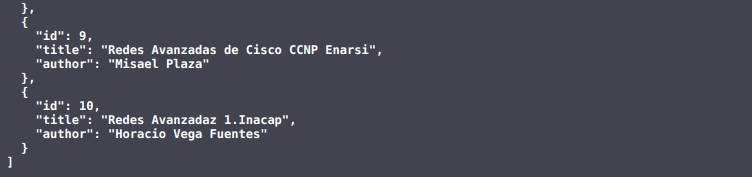 },
{
"id": 9,
"title": "Redes Avanzadas de Cisco CCNP Enarsi",
"author": "Misael Plaza"
},
{
"id": 10,
"title": "Redes Avanzadaz 1.Inacap",
"author": "Horacio Vega Fuentes"
}
]